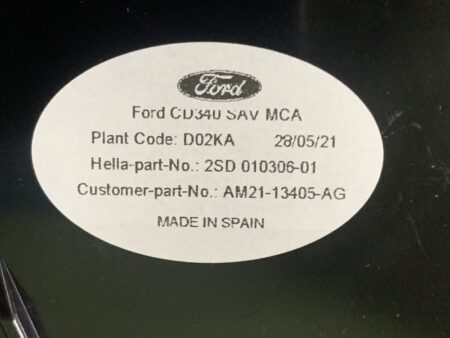 Ford
Ford CD340 SAV MCA
Plant Code: D02KA 28/05/21
Hella-part-No.: 2SD 010306-01
Customer-part-No.: AM21-13405-AG
MADE IN SPAIN